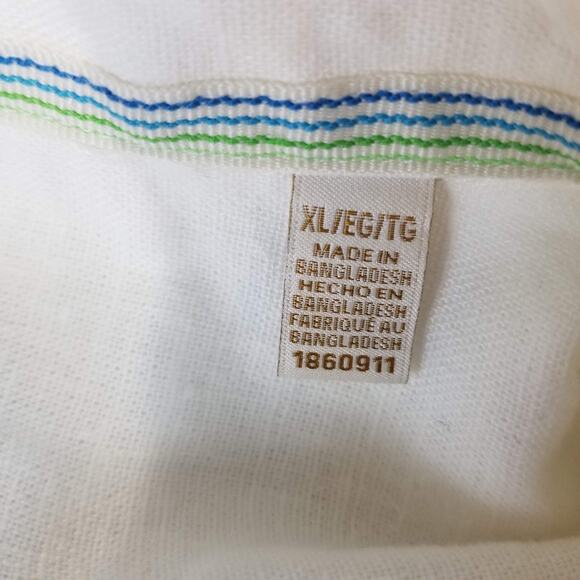 XL/EG/TG
MADE IN
BANGLADESH
HECHO EN
BANGLADESH
FABRIQUÉ AU
BANGLADESH
1860911